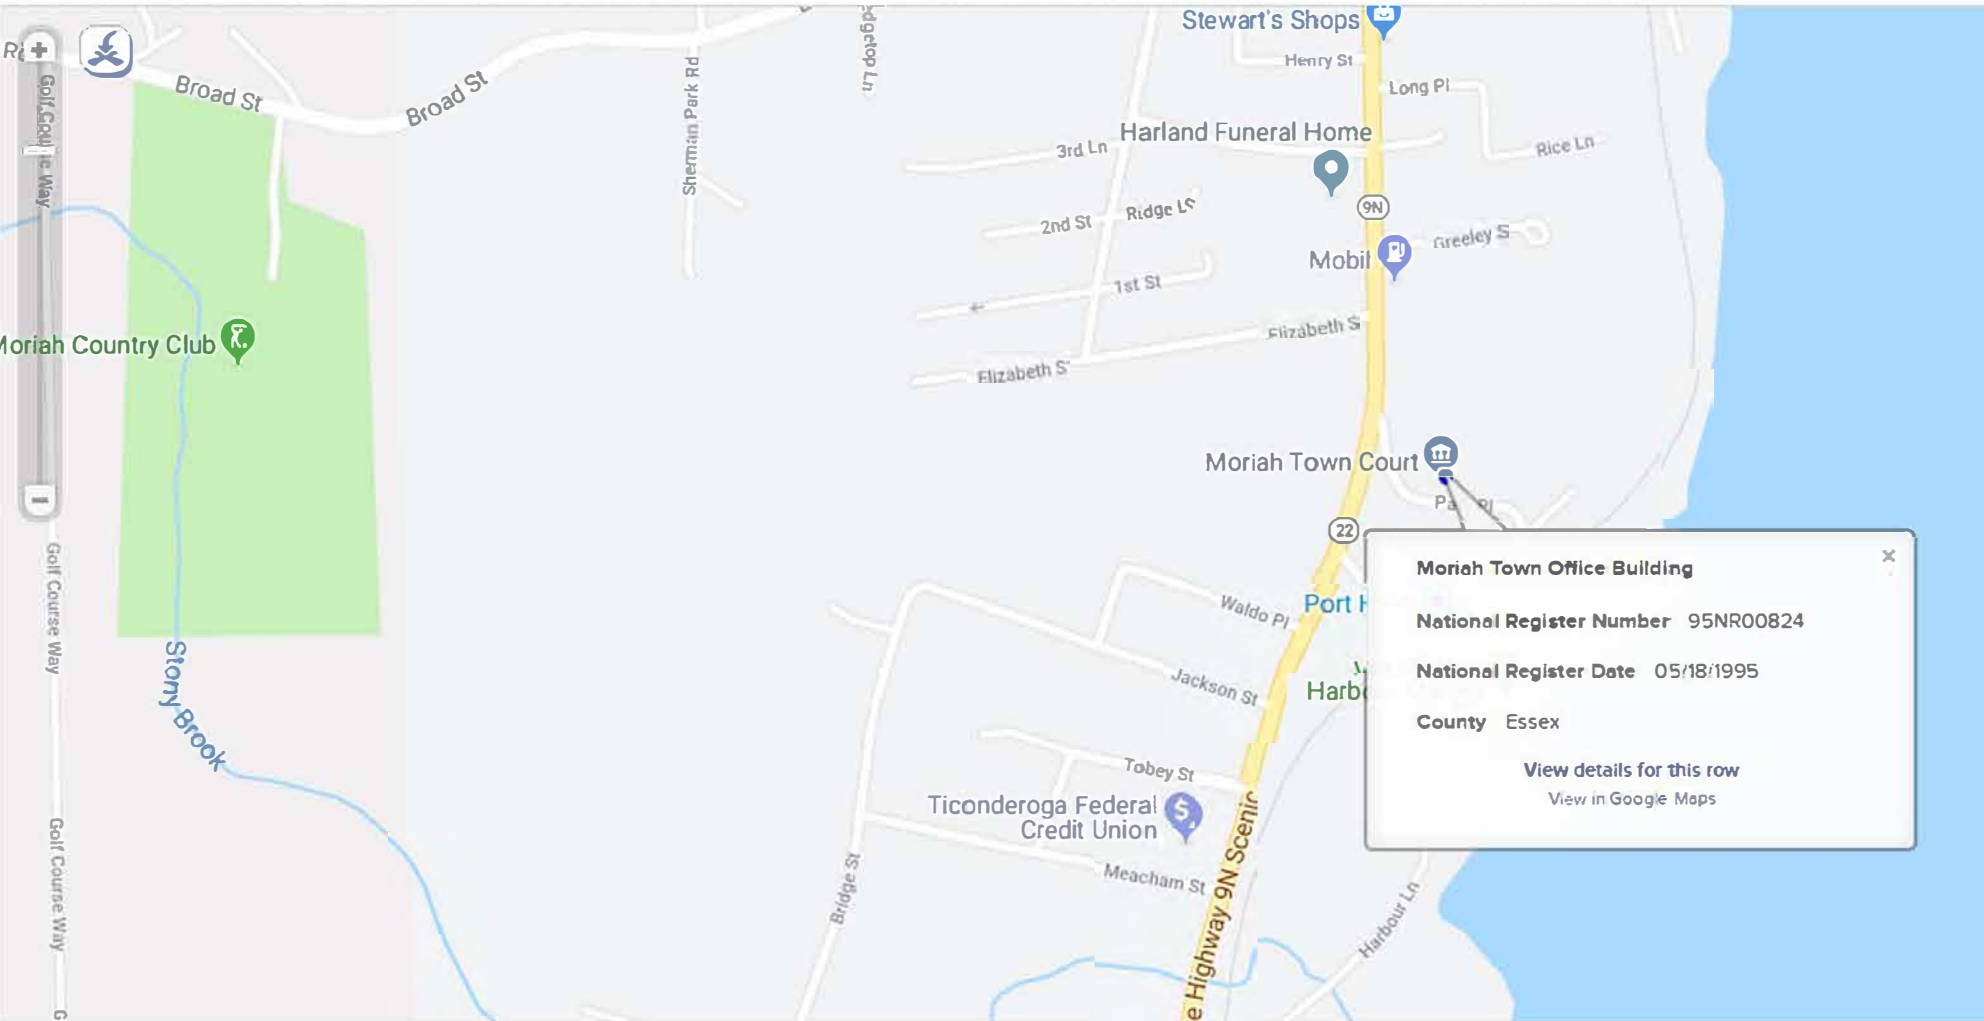 Stewart's Shops
Henry St
Long Pl
Golf Course Way
Broad St
Broad St
Sherman Park Rd
Harland Funeral Home
3rd Ln
Rice Ln
9N
2nd St
Ridge
Mobil
Greeley S
1st St
Elizabeth S
Moriah Country Club
Elizabeth S
Moriah Town Court
22
Golf Course Way
Waldo Pl
Port H
Stony Brook
Jackson St
Harbo
Tobey St
Ticonderoga Federal
Credit Union
Meacham St
Bridge St
Golf Course Way
e Highway 9N Scenic
Harbour Ln
Moriah Town Office Building
×
National Register Number 95NR00824
National Register Date 05/18/1995
County Essex
View details for this row
View in Google Maps